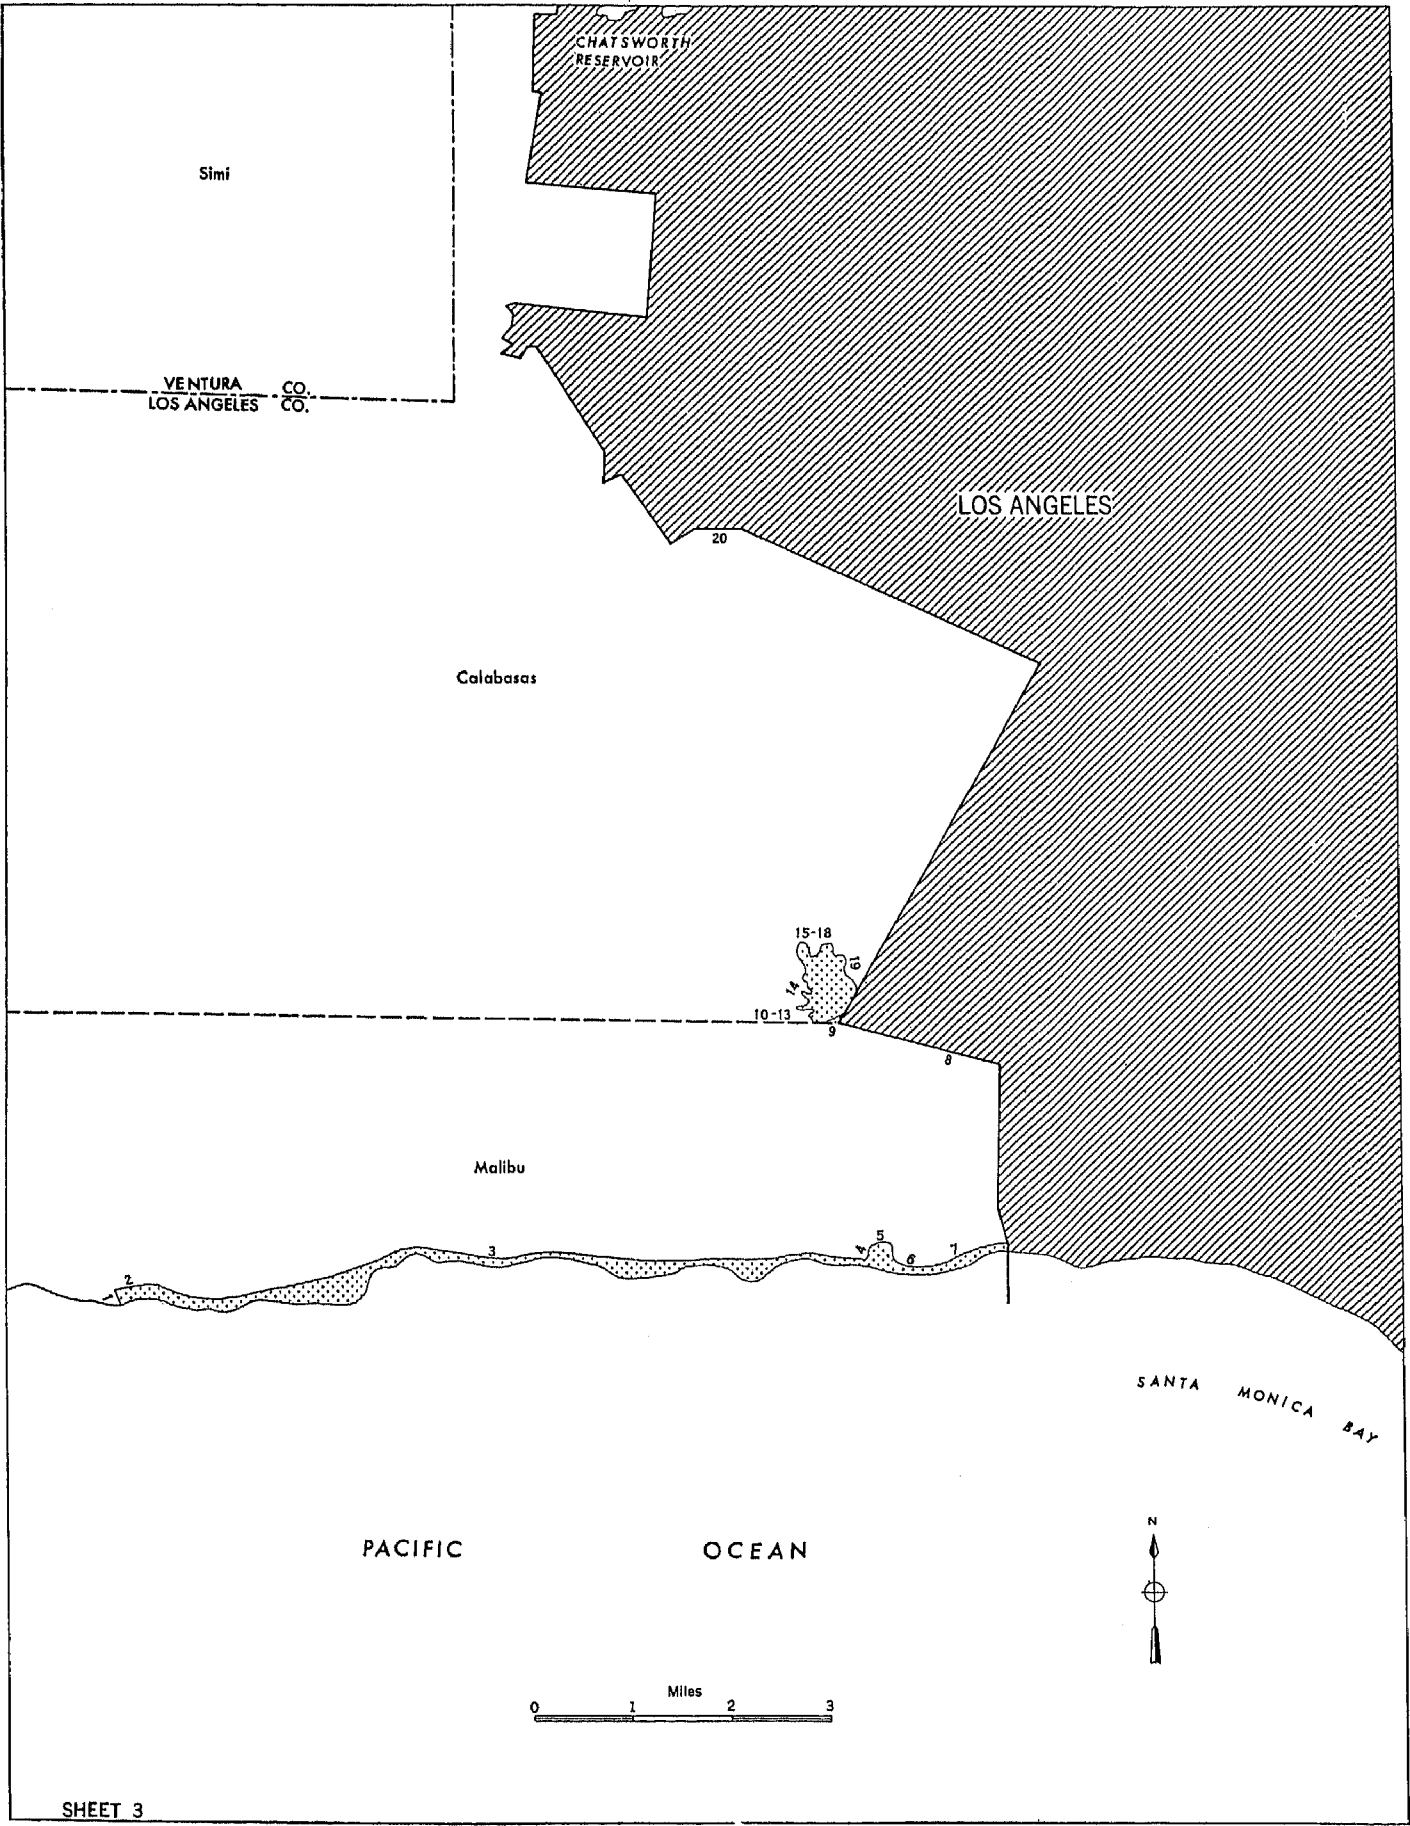 CHATSWORTH
RESERVOIR
Simi
VENTURA CO.
LOS ANGELES CO.
LOS ANGELES
20
Calabasas
15-18
19
14
10-13
9
8
Malibu
5
4
7
3
6
2
1
SANTA MONICA BAY
N
PACIFIC OCEAN
Miles
0 1 2 3
SHEET 3